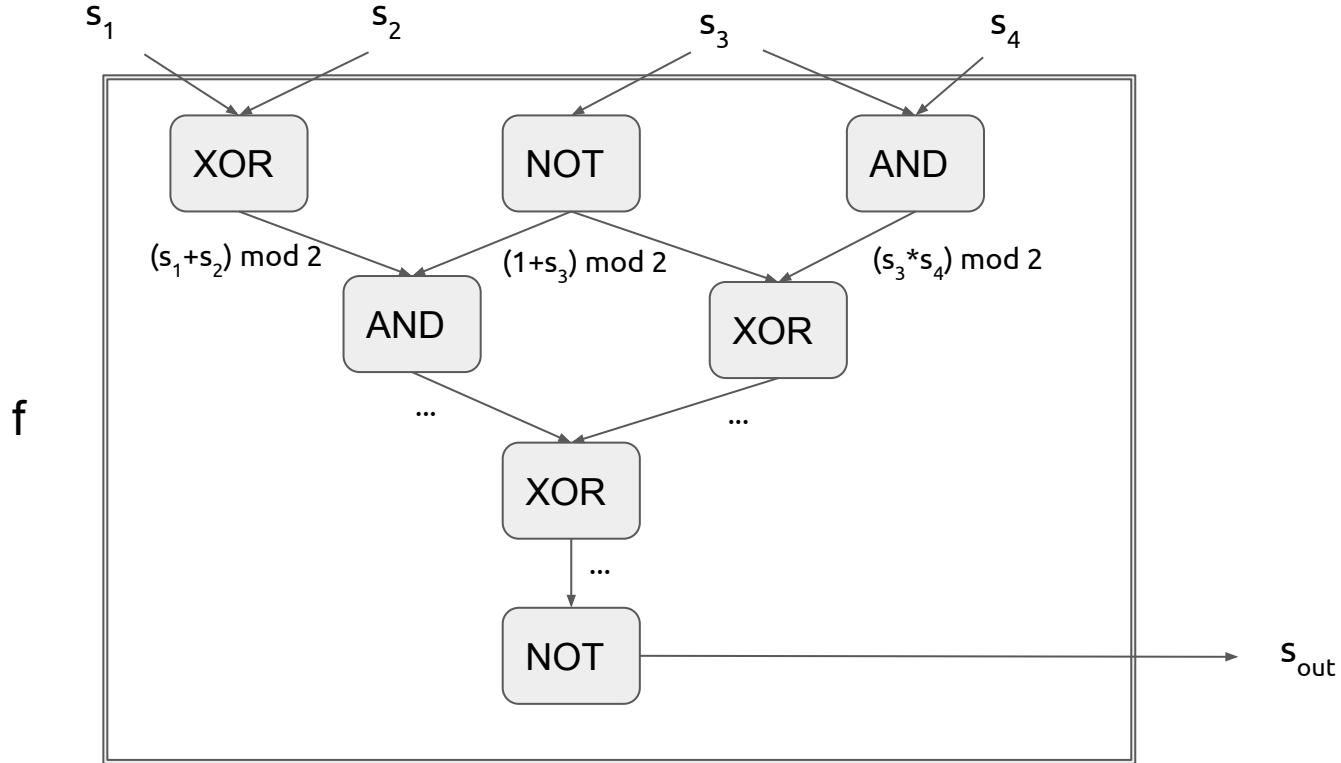 s₁ s₂ s₃ s₄
XOR NOT AND
(s₁+s₂) mod 2 (1+s₃) mod 2 (s₃*s₄) mod 2
AND XOR
... ...
f
XOR
...
NOT
sₒᵤₜ